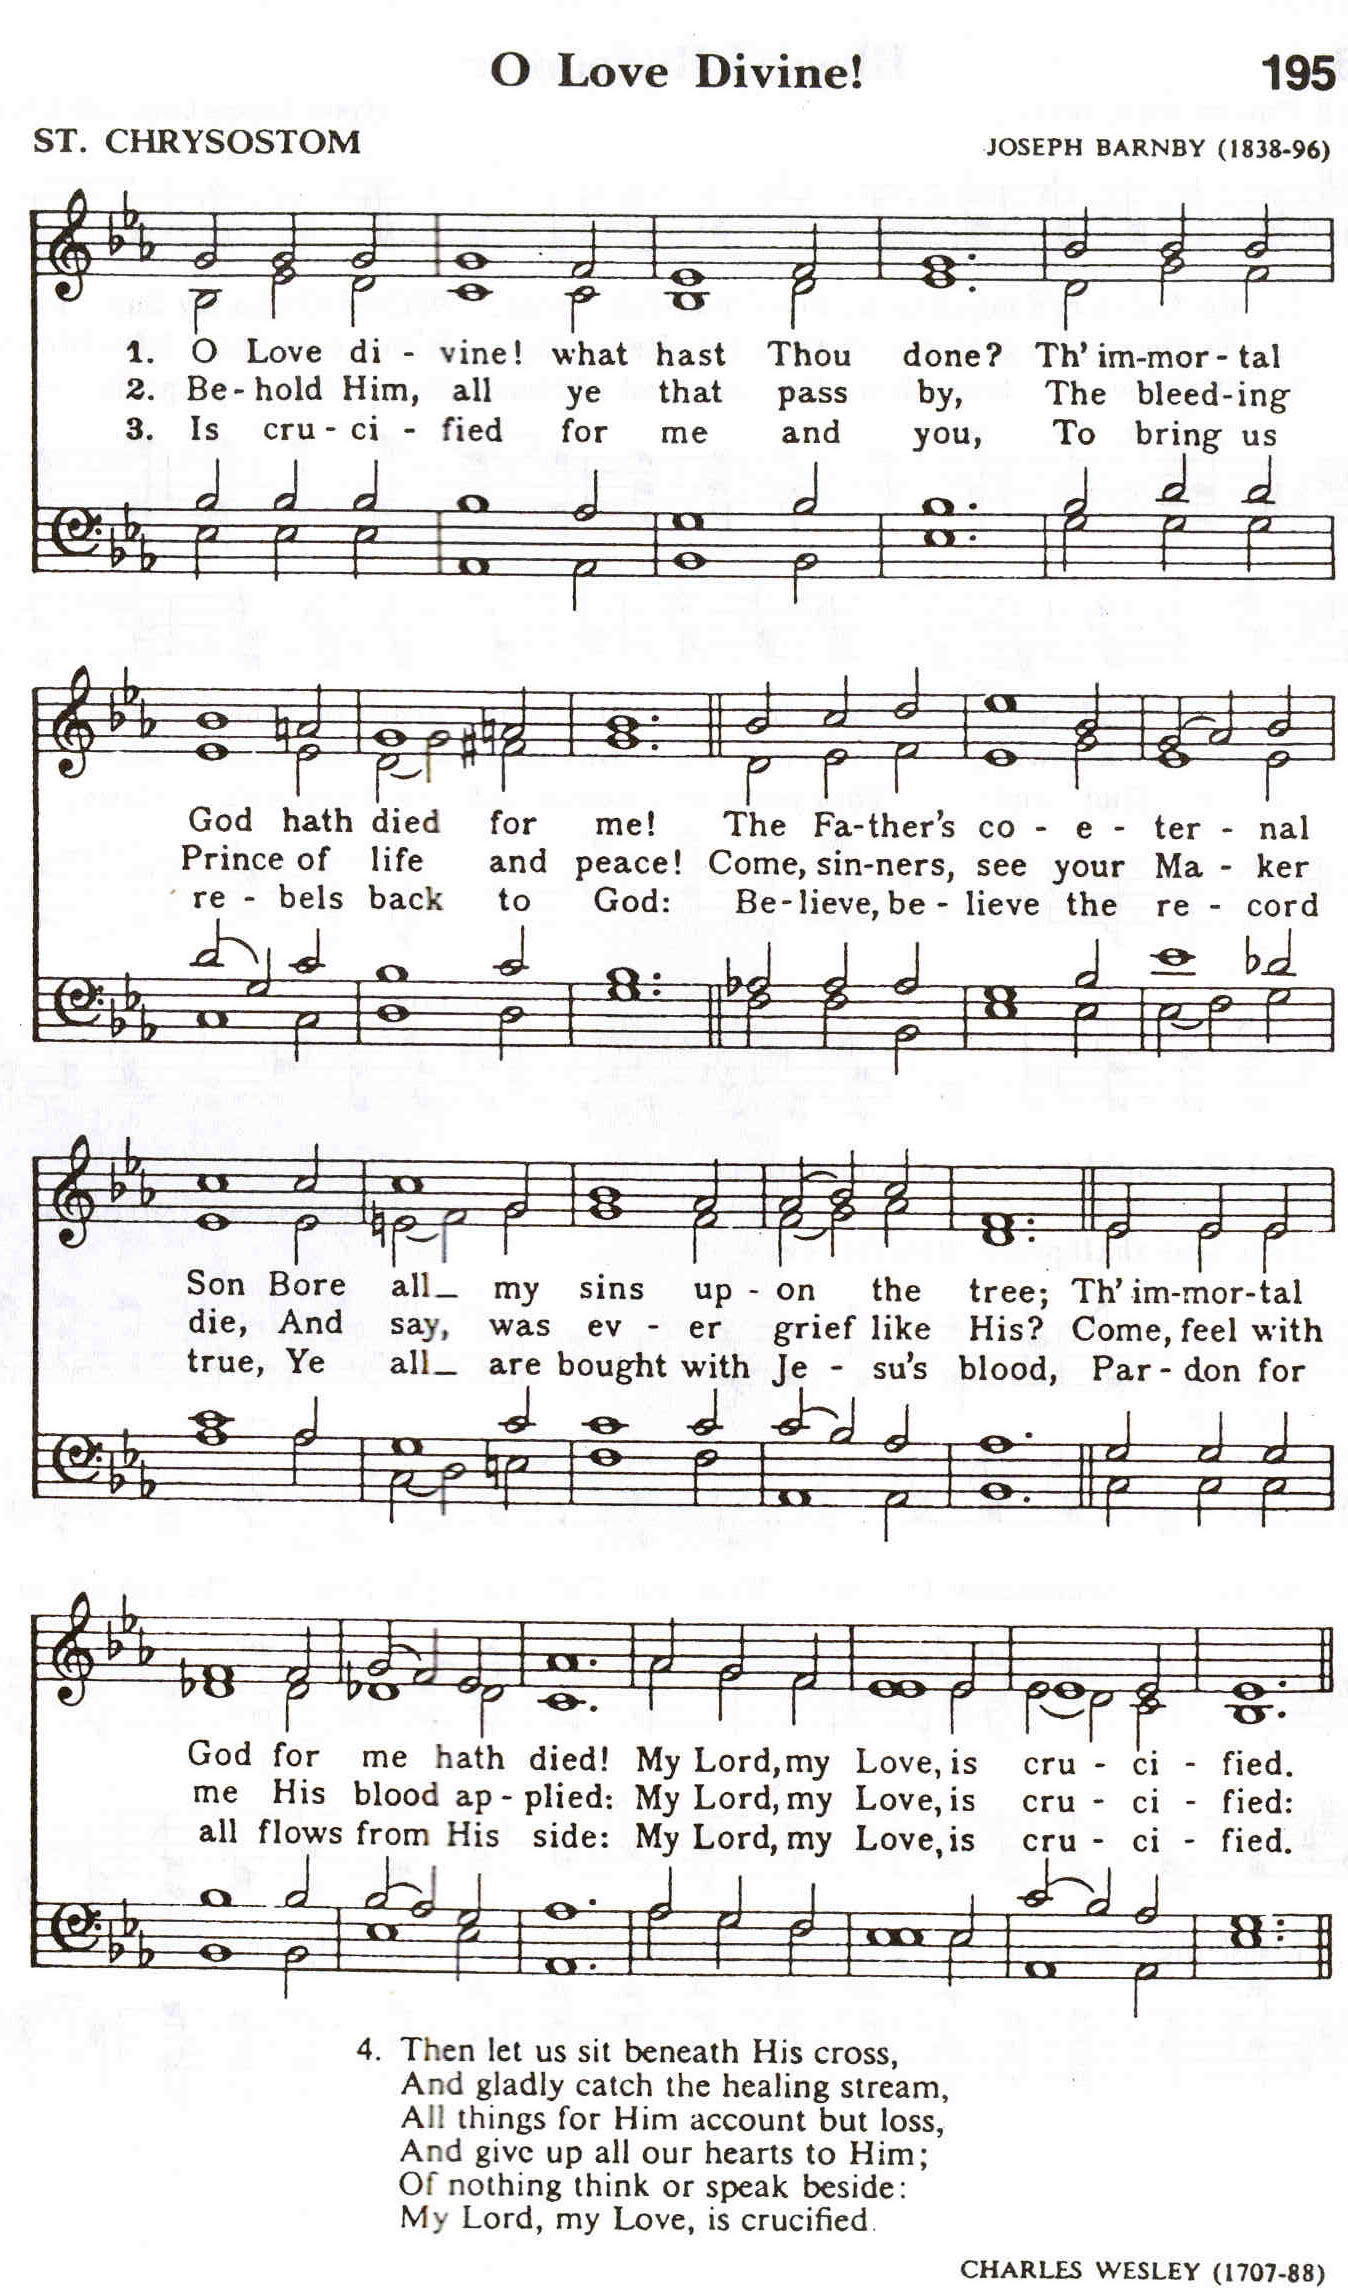 O Love Divine! 195
ST. CHRYSOSTOM JOSEPH BARNBY (1838-96)
1. O Love di - vine! what hast Thou done? Th' im-mor - tal
2. Be-hold Him, all ye that pass by, The bleed-ing
3. Is cru - ci - fied for me and you, To bring us
God hath died for me! The Fa-ther's co - e - ter - nal
Prince of life and peace! Come, sin-ners, see your Ma - ker
re - bels back to God: Be-lieve, be - lieve the re - cord
Son Bore all_ my sins up - on the tree; Th' im-mor-tal
die, And say, was ev - er grief like His? Come, feel with
true, Ye all_ are bought with Je - su's blood, Par - don for
God for me hath died! My Lord, my Love, is cru - ci - fied.
me His blood ap - plied: My Lord, my Love, is cru - ci - fied:
all flows from His side: My Lord, my Love, is cru - ci - fied.
4. Then let us sit beneath His cross,
And gladly catch the healing stream,
All things for Him account but loss,
And give up all our hearts to Him;
Of nothing think or speak beside:
My Lord, my Love, is crucified.
CHARLES WESLEY (1707-88)